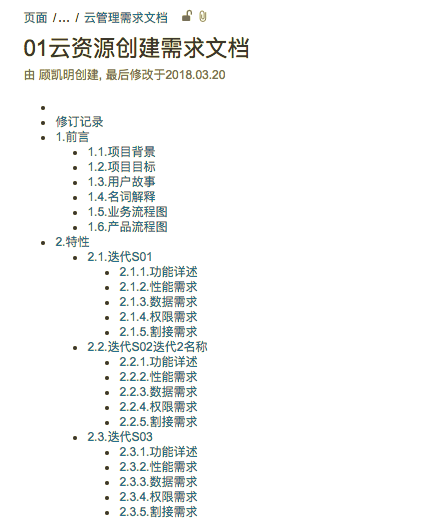 页面 /... / 云管理需求文档
01云资源创建需求文档
由 顾凯明创建, 最后修改于2018.03.20
修订记录
1.前言
1.1.项目背景
1.2.项目目标
1.3.用户故事
1.4.名词解释
1.5.业务流程图
1.6.产品流程图
2.特性
2.1.迭代S01
2.1.1.功能详述
2.1.2.性能需求
2.1.3.数据需求
2.1.4.权限需求
2.1.5.割接需求
2.2.迭代S02迭代2名称
2.2.1.功能详述
2.2.2.性能需求
2.2.3.数据需求
2.2.4.权限需求
2.2.5.割接需求
2.3.迭代S03
2.3.1.功能详述
2.3.2.性能需求
2.3.3.数据需求
2.3.4.权限需求
2.3.5.割接需求